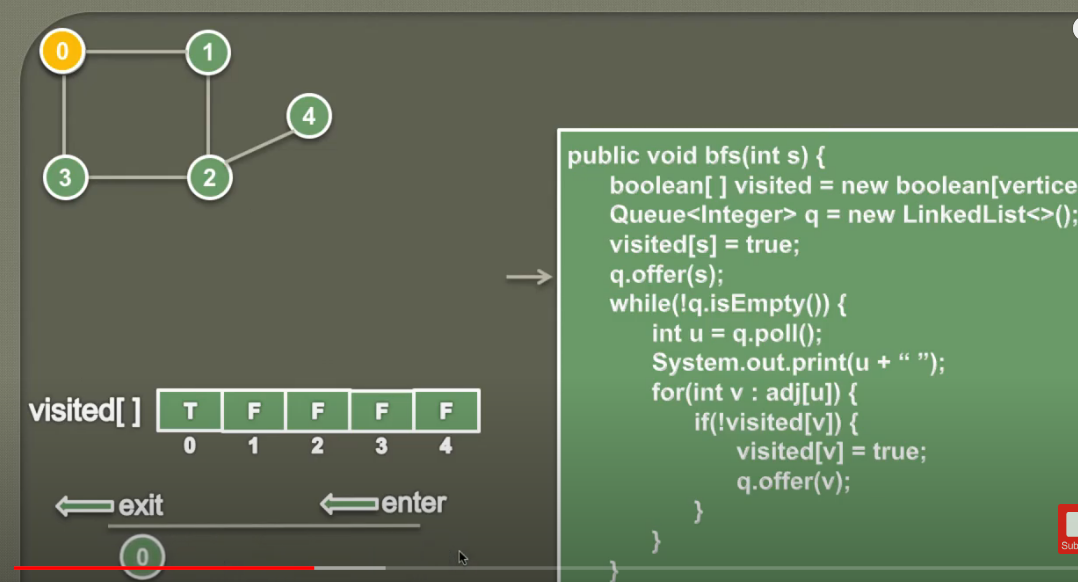 0
1
4
3
2
public void bfs(int s) {
boolean[ ] visited = new boolean[vertice
Queue<Integer> q = new LinkedList<>();
visited[s] = true;
q.offer(s);
while(!q.isEmpty()) {
int u = q.poll();
System.out.print(u + “ ”);
for(int v : adj[u]) {
if(!visited[v]) {
visited[v] = true;
q.offer(v);
}
}
}
visited[ ] T F F F F
0 1 2 3 4
exit enter
0
Sub